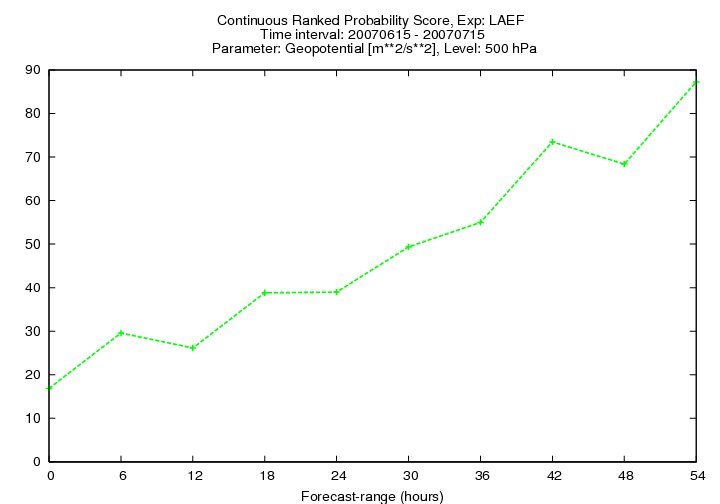 Continuous Ranked Probability Score, Exp: LAEF
Time interval: 20070615 - 20070715
Parameter: Geopotential [m**2/s**2], Level: 500 hPa
90
80
70
60
50
40
30
20
10
0
0 6 12 18 24 30 36 42 48 54
Forecast-range (hours)